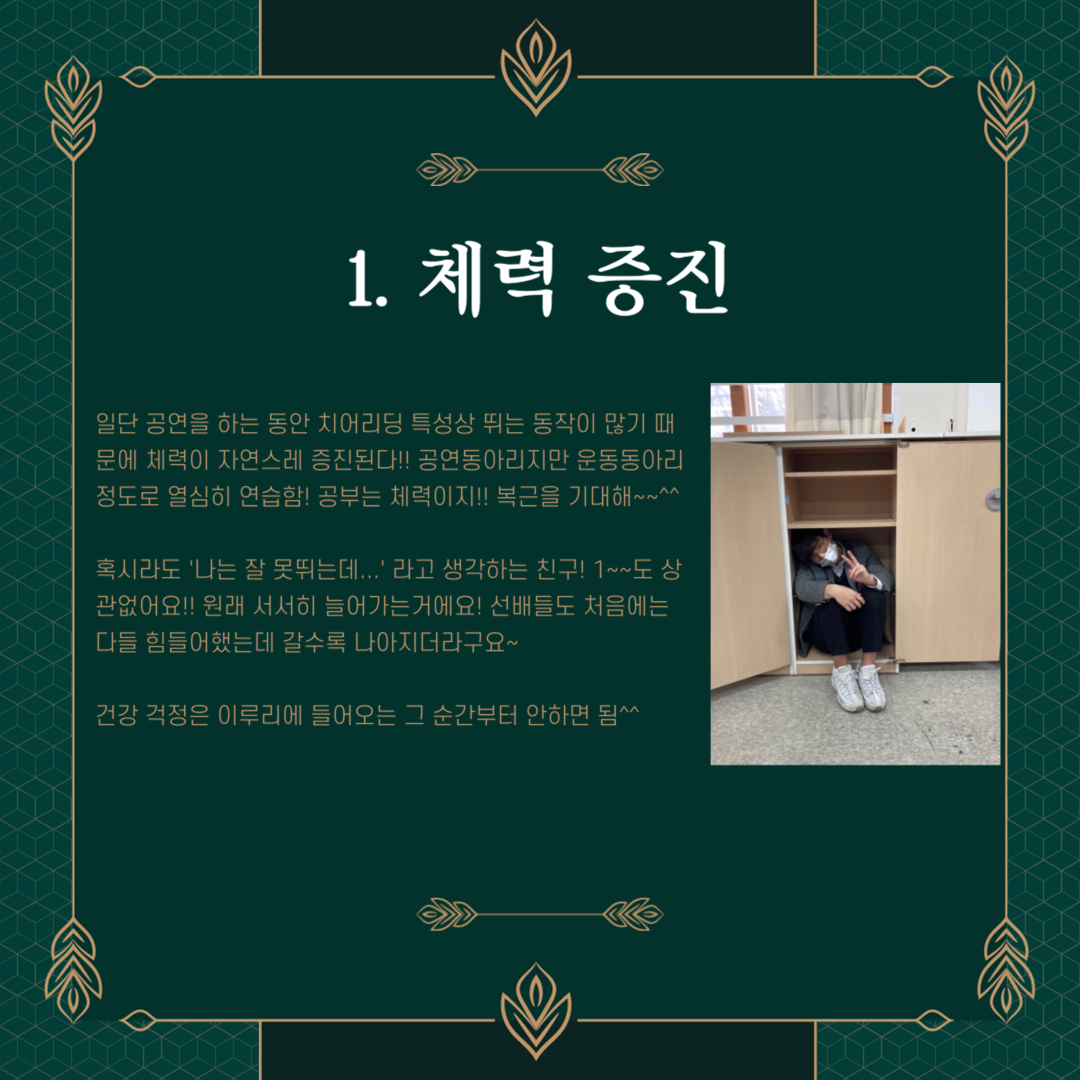 1. 체력 증진
일단 공연을 하는 동안 치어리딩 특성상 뛰는 동작이 많기 때
문에 체력이 자연스레 증진된다!! 공연동아리지만 운동동아리
정도로 열심히 연습함! 공부는 체력이지!! 복근을 기대해~~^^
혹시라도 '나는 잘 못뛰는데...' 라고 생각하는 친구! 1~~도 상
관없어요!! 원래 서서히 늘어가는거에요! 선배들도 처음에는
다들 힘들어했는데 갈수록 나아지더라구요~
건강 걱정은 이루리에 들어오는 그 순간부터 안하면 됨^^